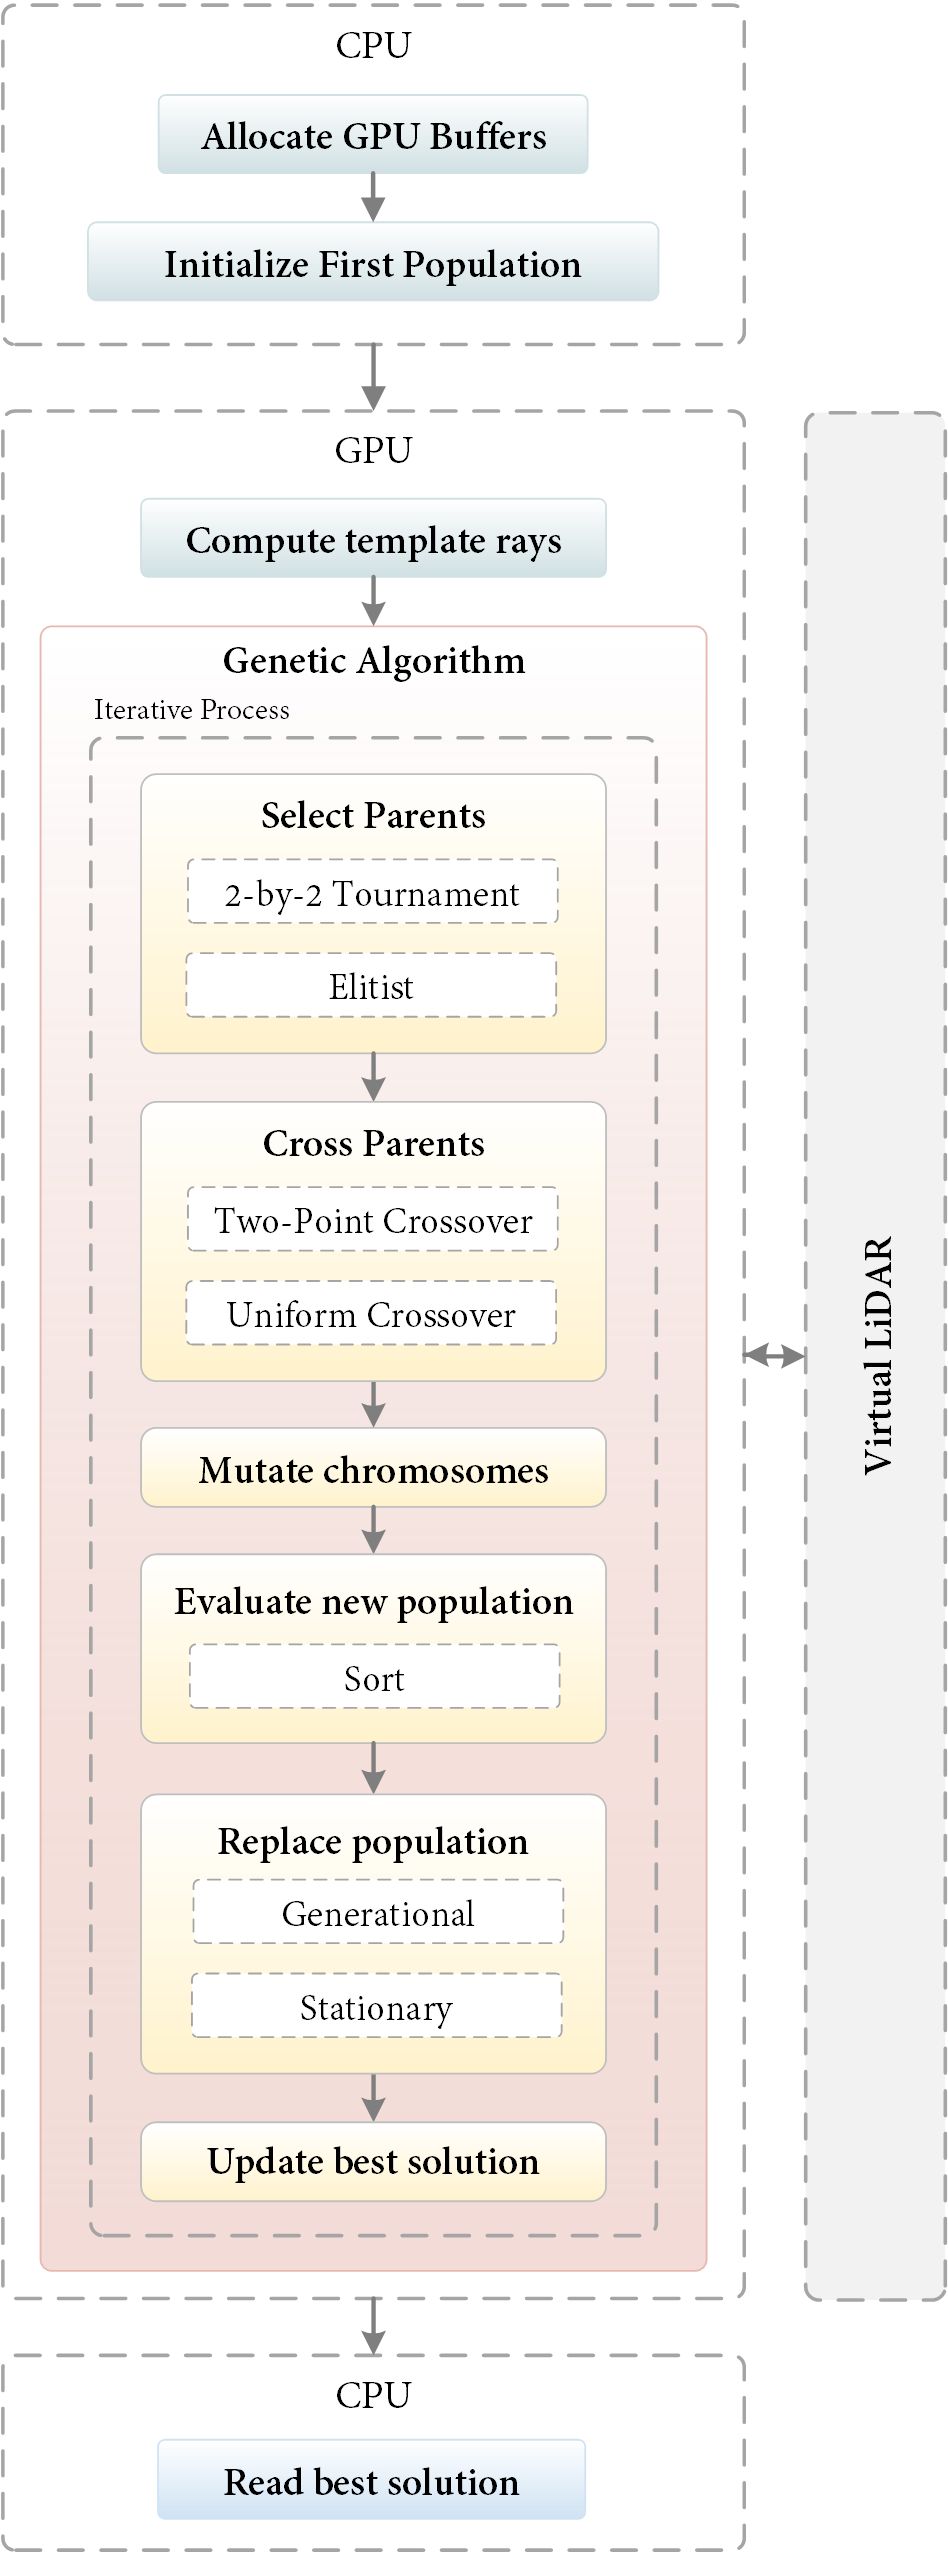 CPU
Allocate GPU Buffers
Initialize First Population
GPU
Compute template rays
Genetic Algorithm
Iterative Process
Select Parents
2-by-2 Tournament
Elitist
Cross Parents
Two-Point Crossover
Uniform Crossover
Mutate chromosomes
Evaluate new population
Sort
Replace population
Generational
Stationary
Update best solution
Virtual LiDAR
CPU
Read best solution